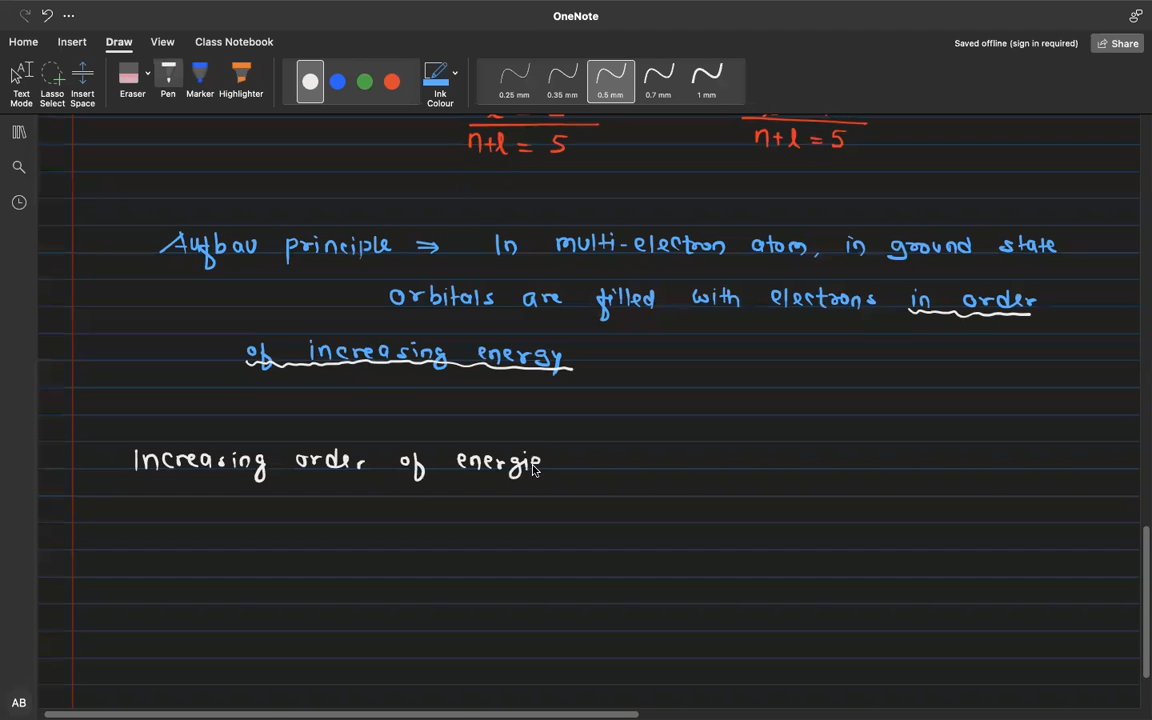 OneNote
Home Insert Draw View Class Notebook
Saved offline (sign in required) Share
Text Mode Lasso Select Insert Space Eraser Pen Marker Highlighter Ink Colour 0.25 mm 0.35 mm 0.5 mm 0.7 mm 1 mm
n+l = 5 n+l = 5
Aufbau principle ⇒ In multi-electron atom, in ground state
orbitals are filled with electrons in order
of increasing energy
Increasing order of energie
AB